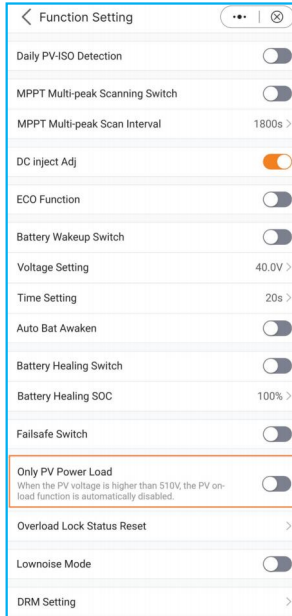 Function Setting
Daily PV-ISO Detection
MPPT Multi-peak Scanning Switch
MPPT Multi-peak Scan Interval 1800s
DC inject Adj
ECO Function
Battery Wakeup Switch
Voltage Setting 40.0V
Time Setting 20s
Auto Bat Awaken
Battery Healing Switch
Battery Healing SOC 100%
Failsafe Switch
Only PV Power Load
When the PV voltage is higher than 510V, the PV on-
load function is automatically disabled.
Overload Lock Status Reset
Lownoise Mode
DRM Setting